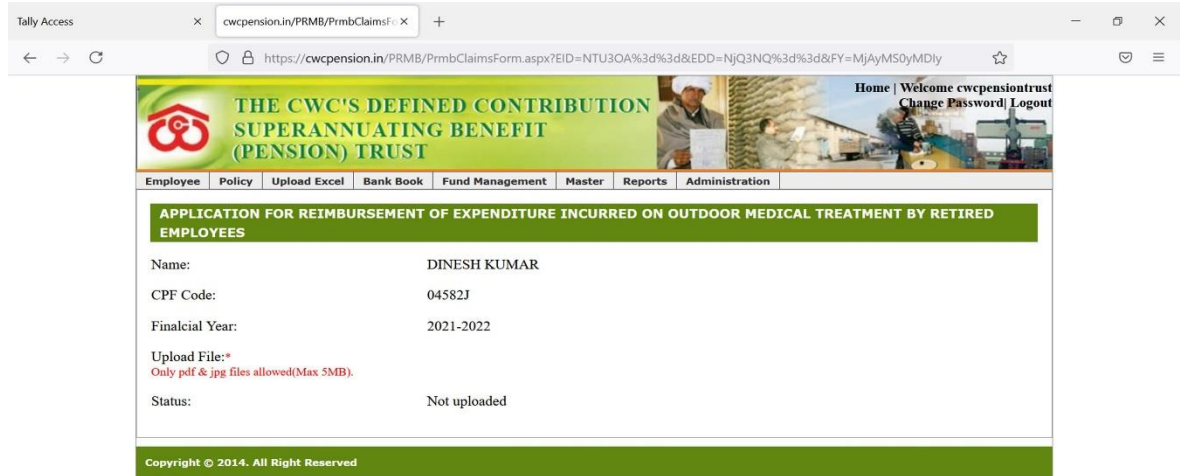 Tally Access
cwcpension.in/PRMB/PrmbClaimsFo
https://cwcpension.in/PRMB/PrmbClaimsForm.aspx?EID=NTU3OA%3d%3d&EDD=NjQ3NQ%3d%3d&FY=MjAyMS0yMDIy
THE CWC'S DEFINED CONTRIBUTION
SUPERANNUATING BENEFIT
(PENSION) TRUST
Home | Welcome cwcpensiontrust
Change Password| Logout
Employee Policy Upload Excel Bank Book Fund Management Master Reports Administration
APPLICATION FOR REIMBURSEMENT OF EXPENDITURE INCURRED ON OUTDOOR MEDICAL TREATMENT BY RETIRED
EMPLOYEES
Name: DINESH KUMAR
CPF Code: 04582J
Finalcial Year: 2021-2022
Upload File:*
Only pdf & jpg files allowed(Max 5MB).
Status: Not uploaded
Copyright © 2014. All Right Reserved